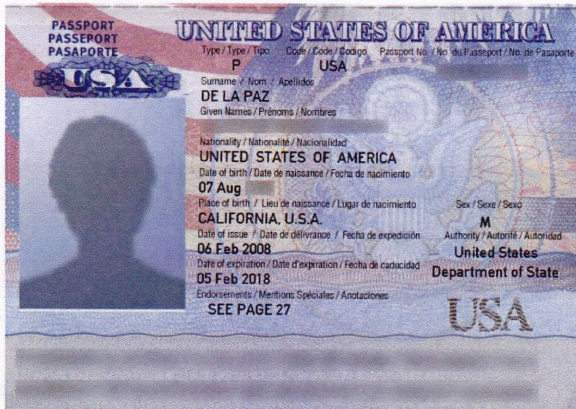 PASSPORT
PASSEPORT
PASAPORTE
USA
UNITED STATES OF AMERICA
Type / Type / Tipo Code / Code / Codigo Passport No. / No. du Passeport / No. de Pasaporte
P USA
Surname / Nom / Apellidos
DE LA PAZ
Given Names / Prénoms / Nombres
Nationality / Nationalité / Nacionalidad
UNITED STATES OF AMERICA
Date of birth / Date de naissance / Fecha de nacimiento
07 Aug
Place of birth / Lieu de naissance / Lugar de nacimiento Sex / Sexe / Sexo
CALIFORNIA, U.S.A. M
Date of issue / Date de délivrance / Fecha de expedición Authority / Autorité / Autoridad
06 Feb 2008 United States
Date of expiration / Date d'expiration / Fecha de caducidad Department of State
05 Feb 2018
Endorsements / Mentions Spéciales / Anotaciones
SEE PAGE 27
USA